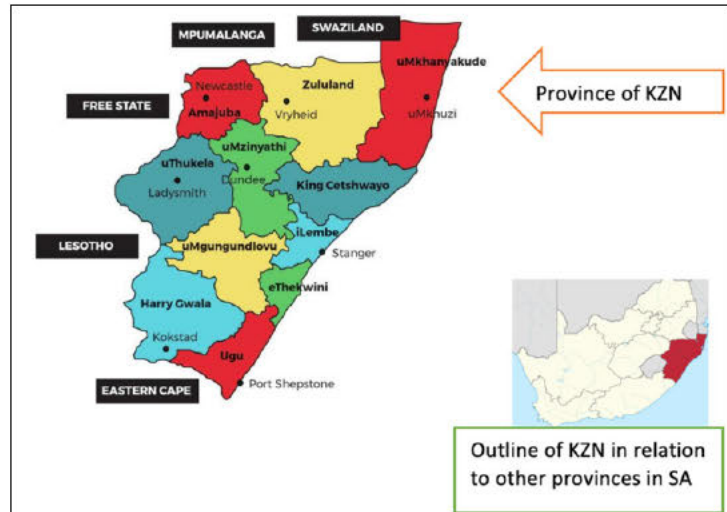 SWAZILAND
MPUMALANGA
uMkhanyakude
Newcastle
Zululand
Province of KZN
FREE STATE
Amajuba
Vryheid
uMkhuzi
uMzinyathi
uThukela
Dundee
Ladysmith
King Cetshwayo
iLembe
LESOTHO
uMgungundlovu
Stanger
eThekwini
Harry Gwala
Kokstad
Ugu
EASTERN CAPE
Port Shepstone
Outline of KZN in relation
to other provinces in SA